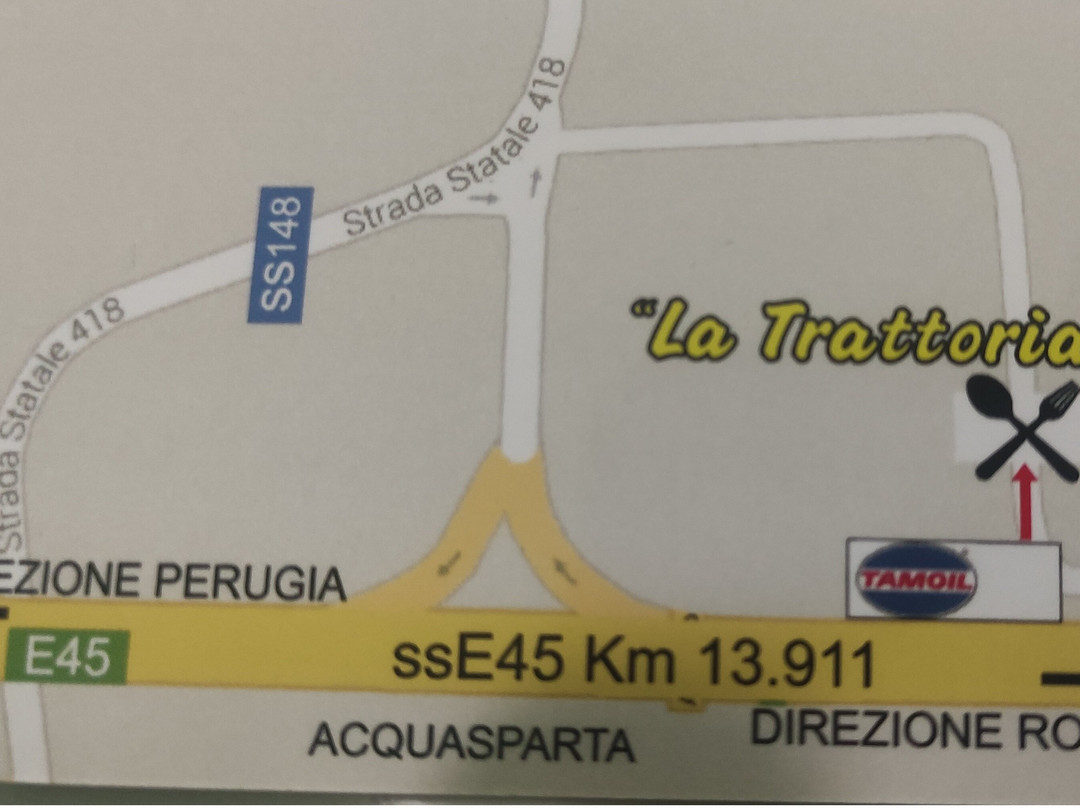 Strada Statale 418
SS148
Strada Statale 418
“La Trattoria
TAMOIL
EZIONE PERUGIA
E45
ssE45 Km 13.911
ACQUASPARTA
DIREZIONE RO